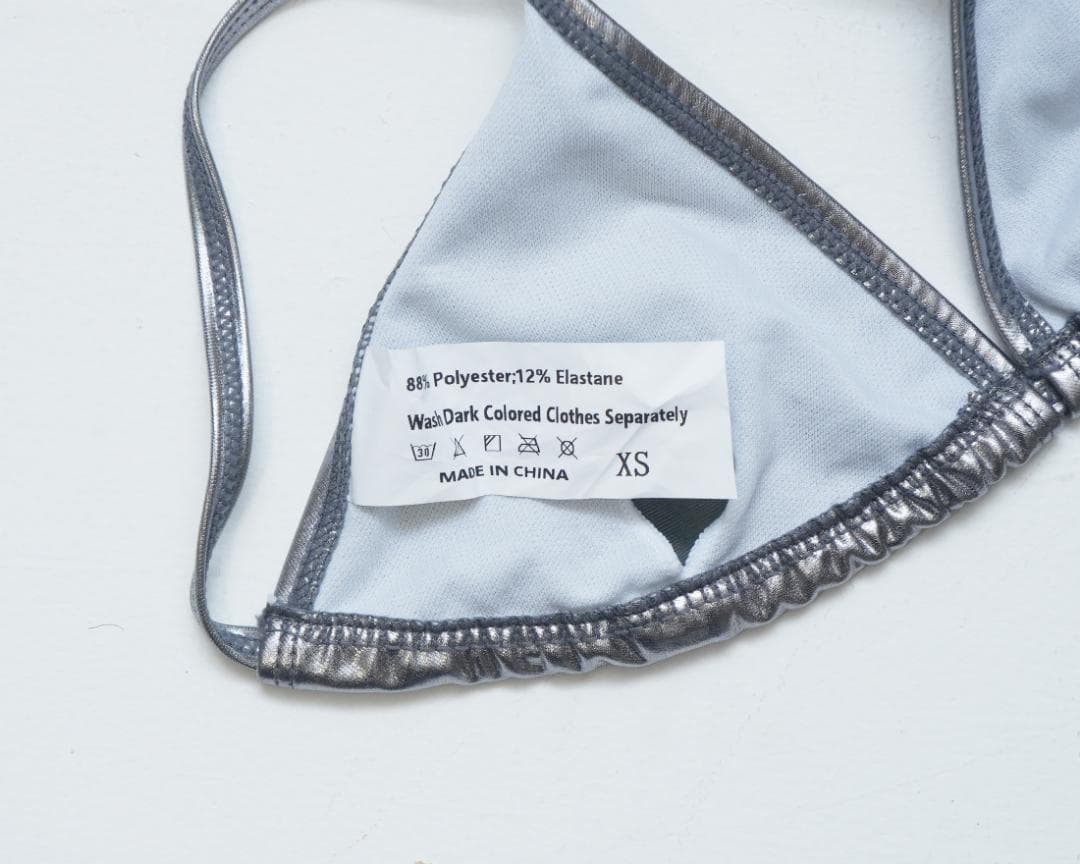 88% Polyester;12% Elastane
Wash Dark Colored Clothes Separately
30
MADE IN CHINA XS